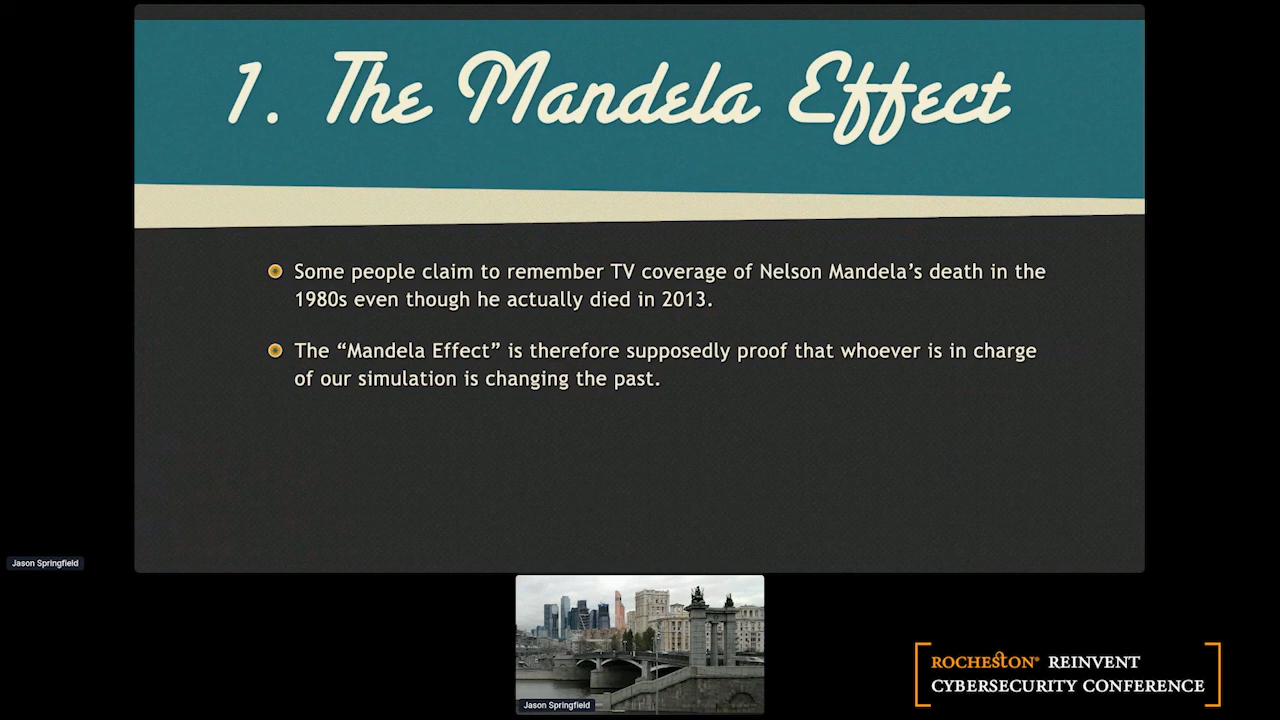 1. The Mandela Effect
Some people claim to remember TV coverage of Nelson Mandela’s death in the
1980s even though he actually died in 2013.
The “Mandela Effect” is therefore supposedly proof that whoever is in charge
of our simulation is changing the past.
Jason Springfield
Jason Springfield
ROCHESTON® REINVENT
CYBERSECURITY CONFERENCE